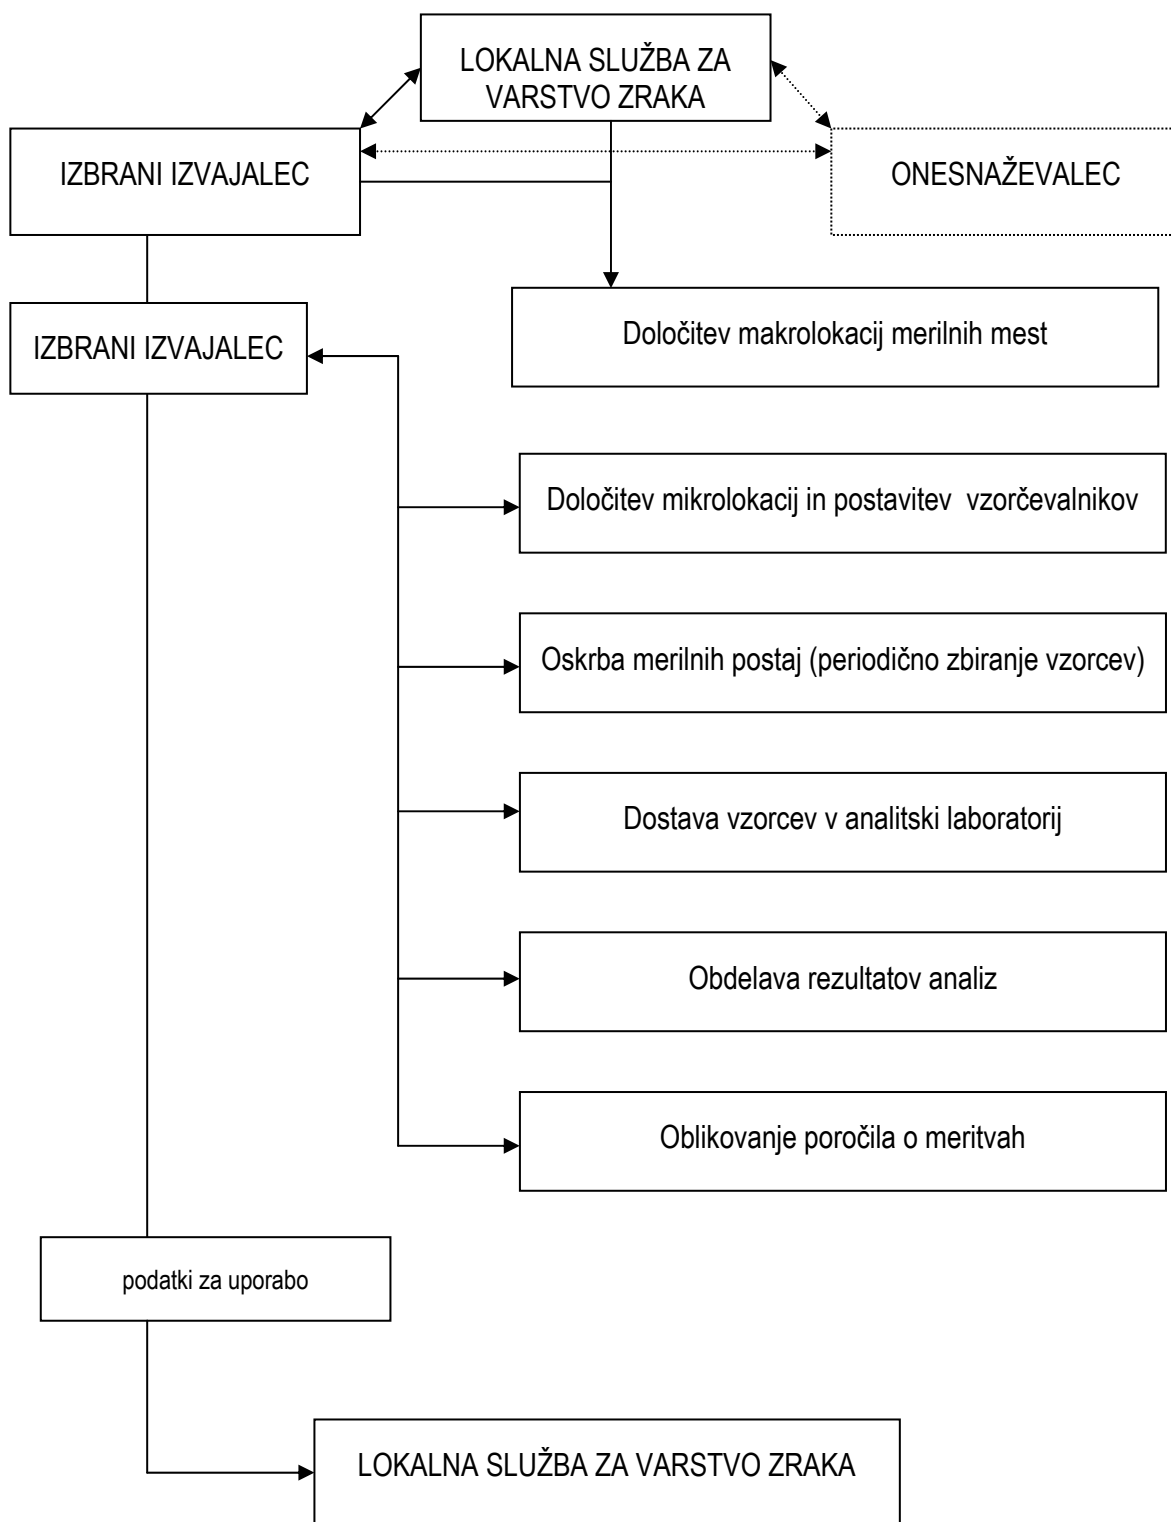 LOKALNA SLUŽBA ZA
VARSTVO ZRAKA
IZBRANI IZVAJALEC
ONESNAŽEVALEC
Določitev makrolokacij merilnih mest
IZBRANI IZVAJALEC
Določitev mikrolokacij in postavitev vzorčevalnikov
Oskrba merilnih postaj (periodično zbiranje vzorcev)
Dostava vzorcev v analitski laboratorij
Obdelava rezultatov analiz
Oblikovanje poročila o meritvah
podatki za uporabo
LOKALNA SLUŽBA ZA VARSTVO ZRAKA